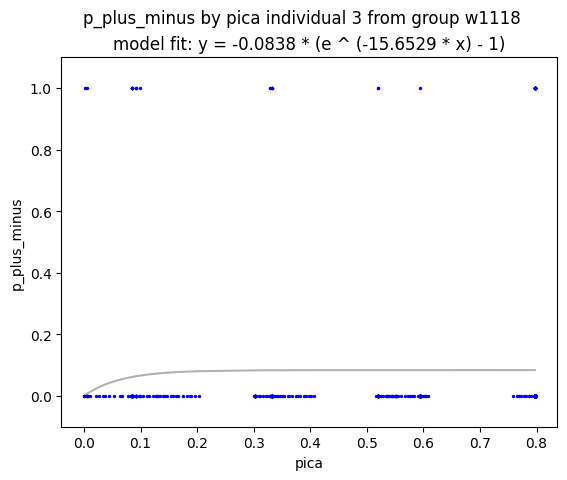 p_plus_minus by pica individual 3 from group w1118
model fit: y = -0.0838 * (e ^ (-15.6529 * x) - 1)
1.0
0.8
0.6
0.4
0.2
0.0
p_plus_minus
0.0 0.1 0.2 0.3 0.4 0.5 0.6 0.7 0.8
pica